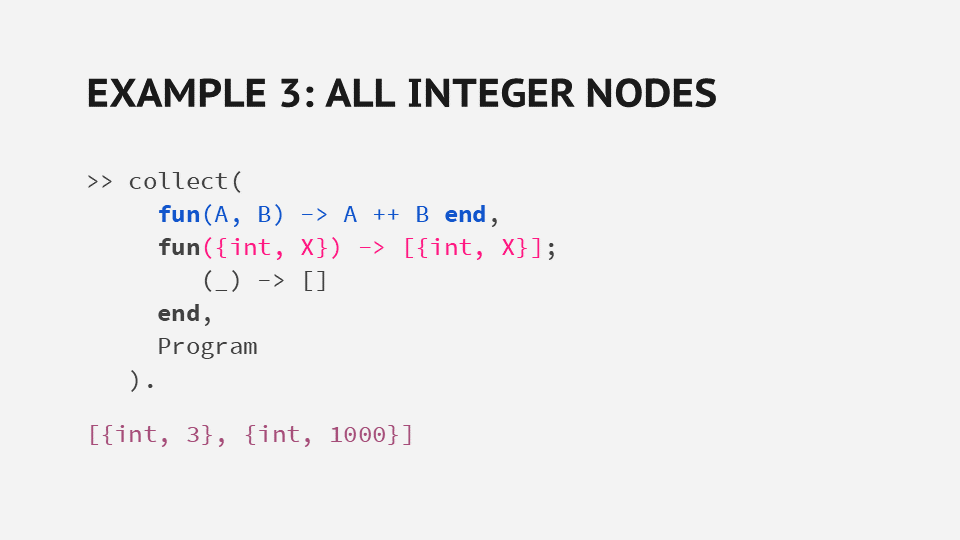 EXAMPLE 3: ALL INTEGER NODES
>> collect(
     fun(A, B) -> A ++ B end,
     fun({int, X}) -> [{int, X}];
        (_) -> []
     end,
     Program
   ).
[{int, 3}, {int, 1000}]